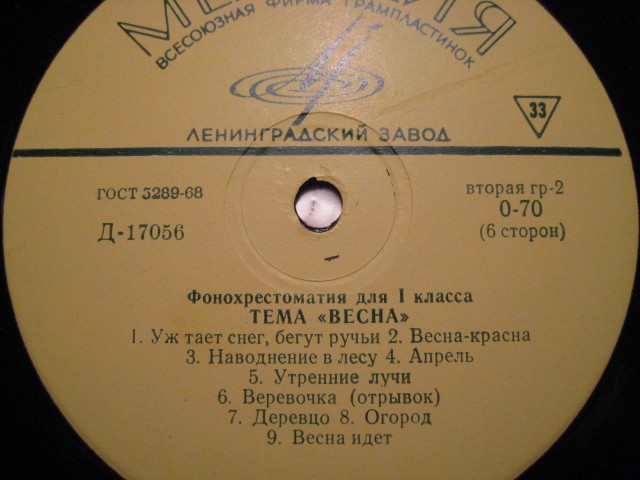 ВСЕСОЮЗНАЯ ФИРМА ГРАМПЛАСТИНОК
33
ЛЕНИНГРАДСКИЙ ЗАВОД
ГОСТ 5289-68
Д-17056
вторая гр-2
0-70
(6 сторон)
Фонохрестоматия для I класса
ТЕМА «ВЕСНА»
1. Уж тает снег, бегут ручьи 2. Весна-красна
3. Наводнение в лесу 4. Апрель
5. Утренние лучи
6. Веревочка (отрывок)
7. Деревцо 8. Огород
9. Весна идет